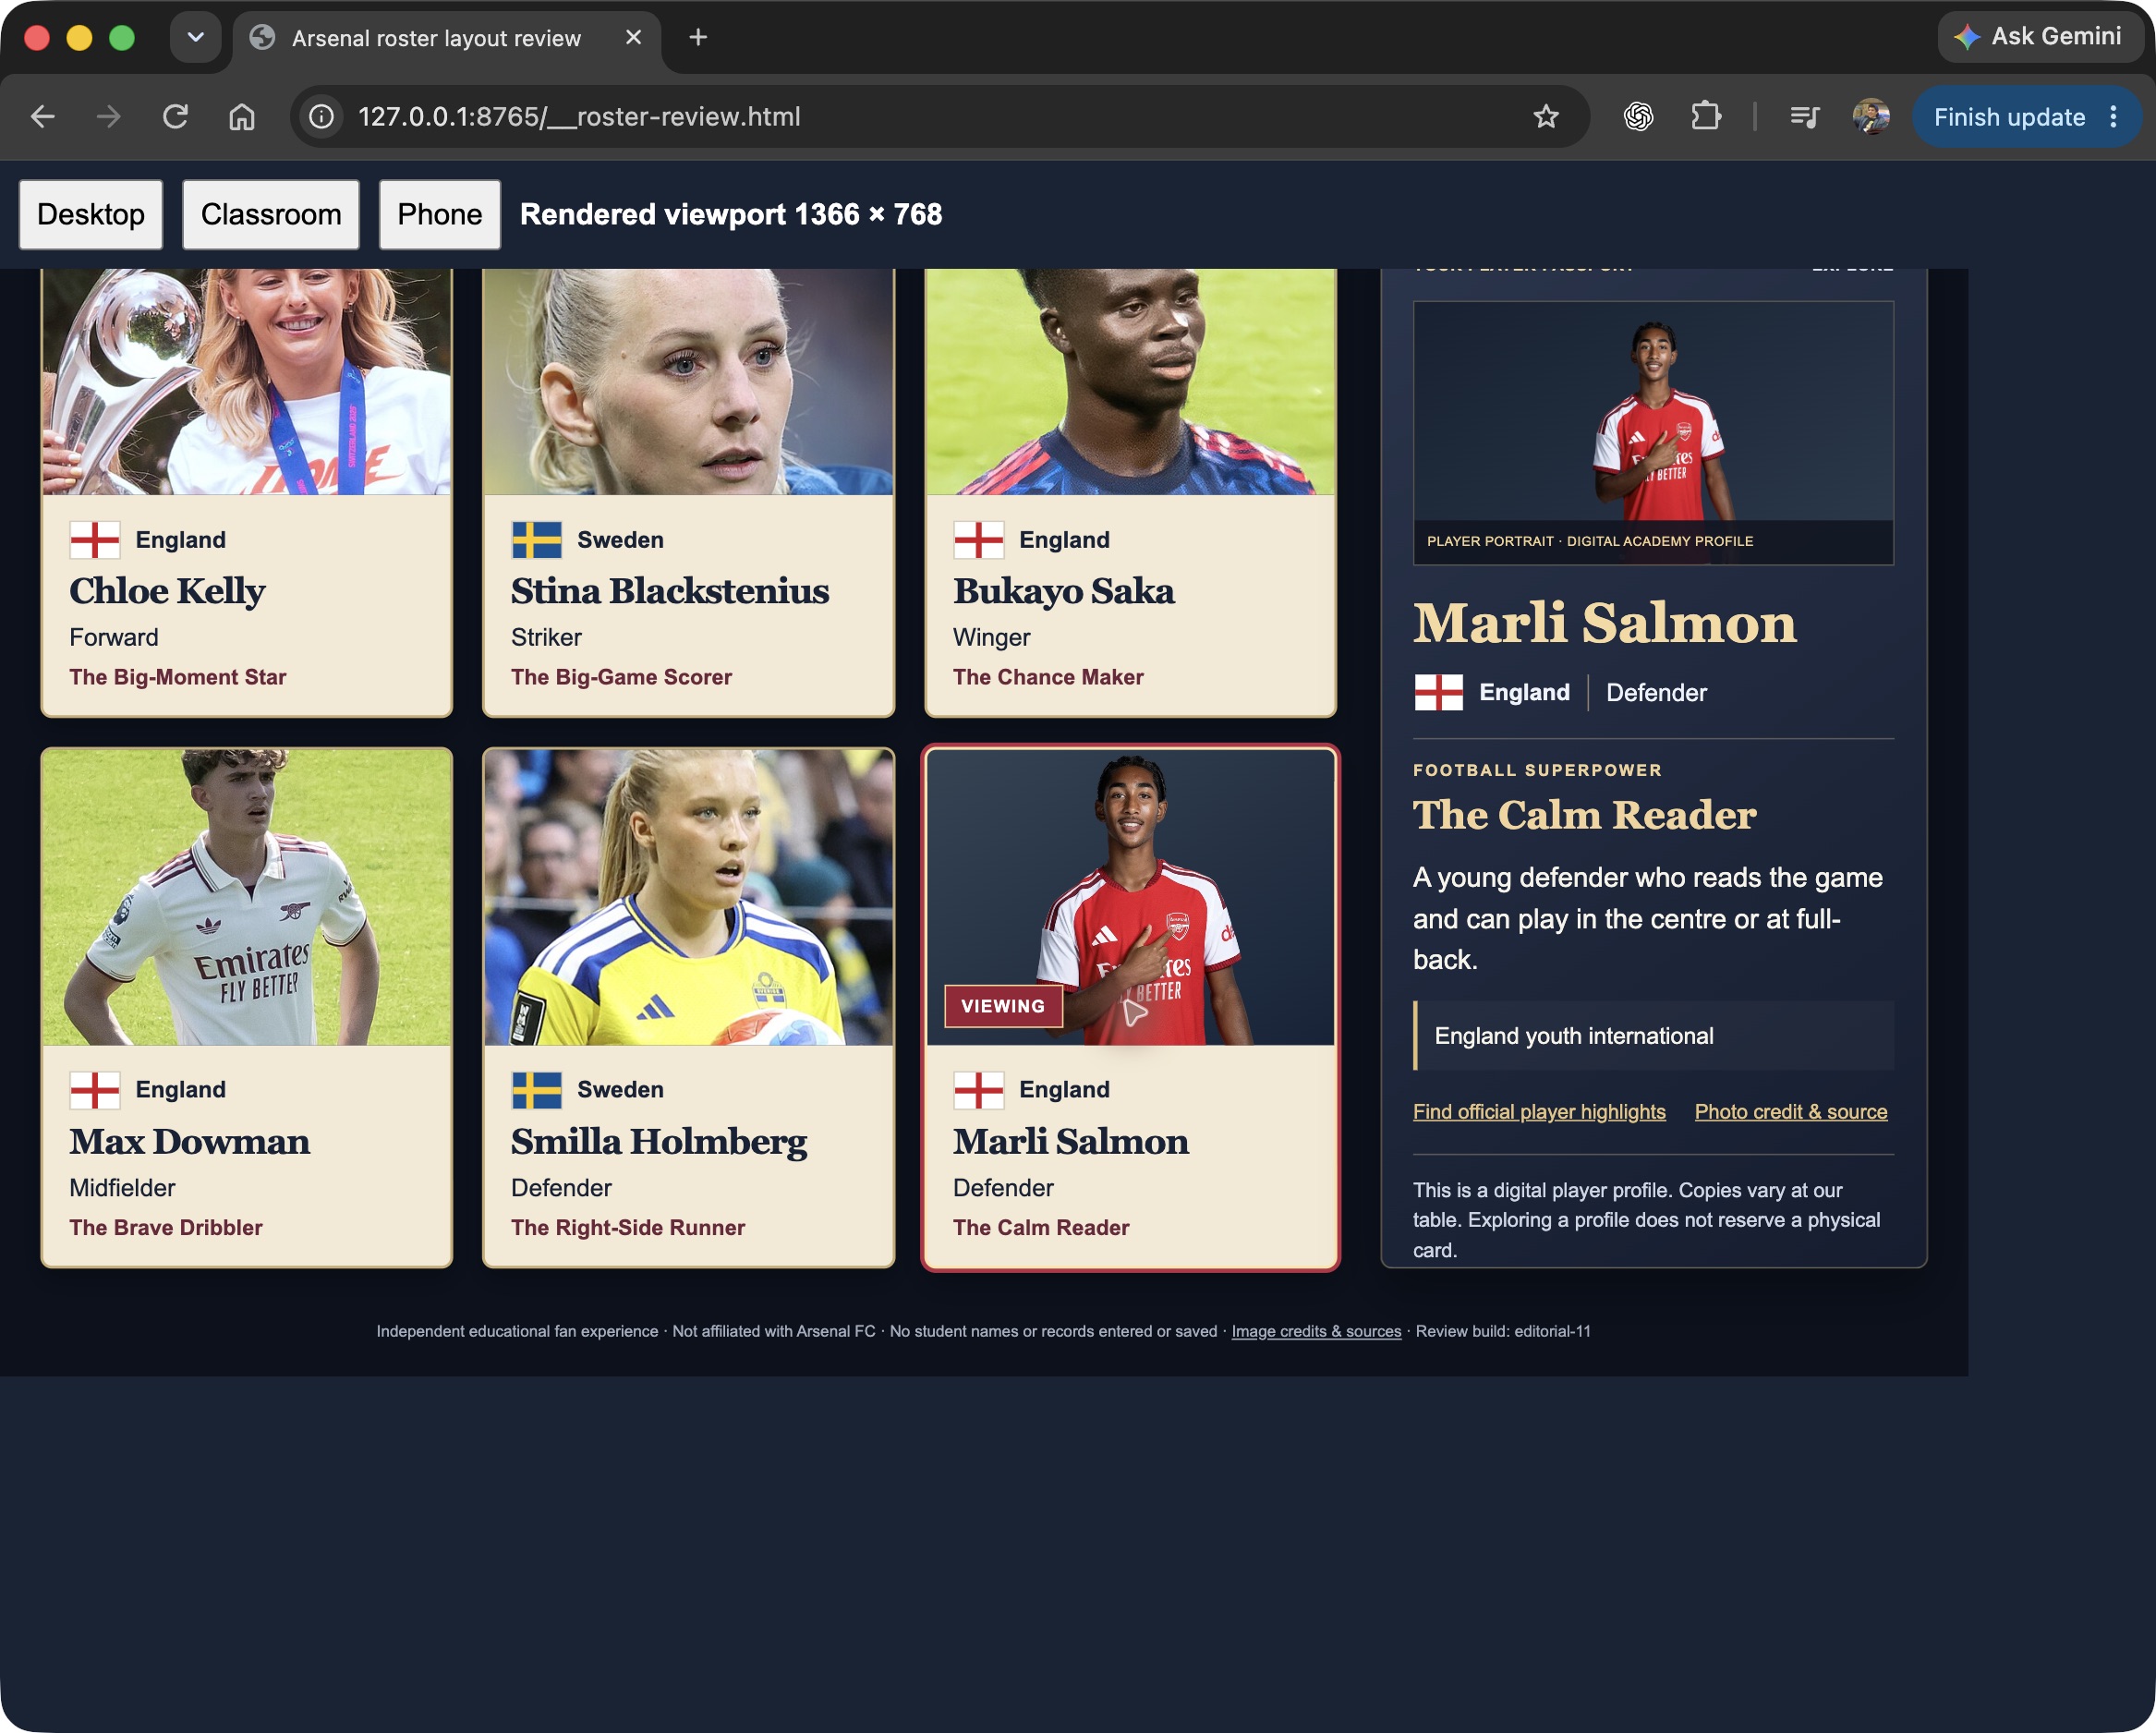 Arsenal roster layout review
Ask Gemini
127.0.0.1:8765/__roster-review.html
Finish update
Desktop
Classroom
Phone
Rendered viewport 1366 × 768
England
Chloe Kelly
Forward
The Big-Moment Star
Sweden
Stina Blackstenius
Striker
The Big-Game Scorer
England
Bukayo Saka
Winger
The Chance Maker
Emirates
FLY BETTER
England
Max Dowman
Midfielder
The Brave Dribbler
Sweden
Smilla Holmberg
Defender
The Right-Side Runner
VIEWING
England
Marli Salmon
Defender
The Calm Reader
PLAYER PORTRAIT · DIGITAL ACADEMY PROFILE
Marli Salmon
England
Defender
FOOTBALL SUPERPOWER
The Calm Reader
A young defender who reads the game
and can play in the centre or at full-
back.
England youth international
Find official player highlights
Photo credit & source
This is a digital player profile. Copies vary at our
table. Exploring a profile does not reserve a physical
card.
Independent educational fan experience · Not affiliated with Arsenal FC · No student names or records entered or saved · Image credits & sources · Review build: editorial-11